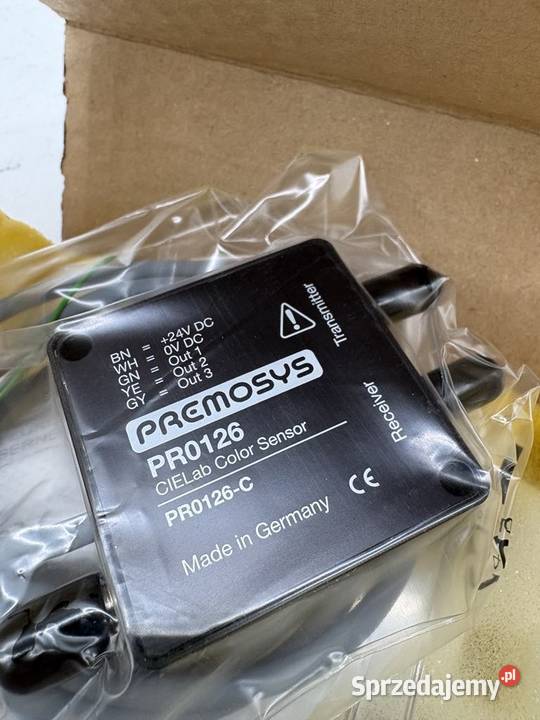 BN = +24V DC
WH = 0V DC
GN = Out 1
YE = Out 2
GY = Out 3
Transmitter
PREMOSYS
PR0126
CIELab Color Sensor
PR0126-C
Receiver
Made in Germany
CE
Sprzedajemy.pl